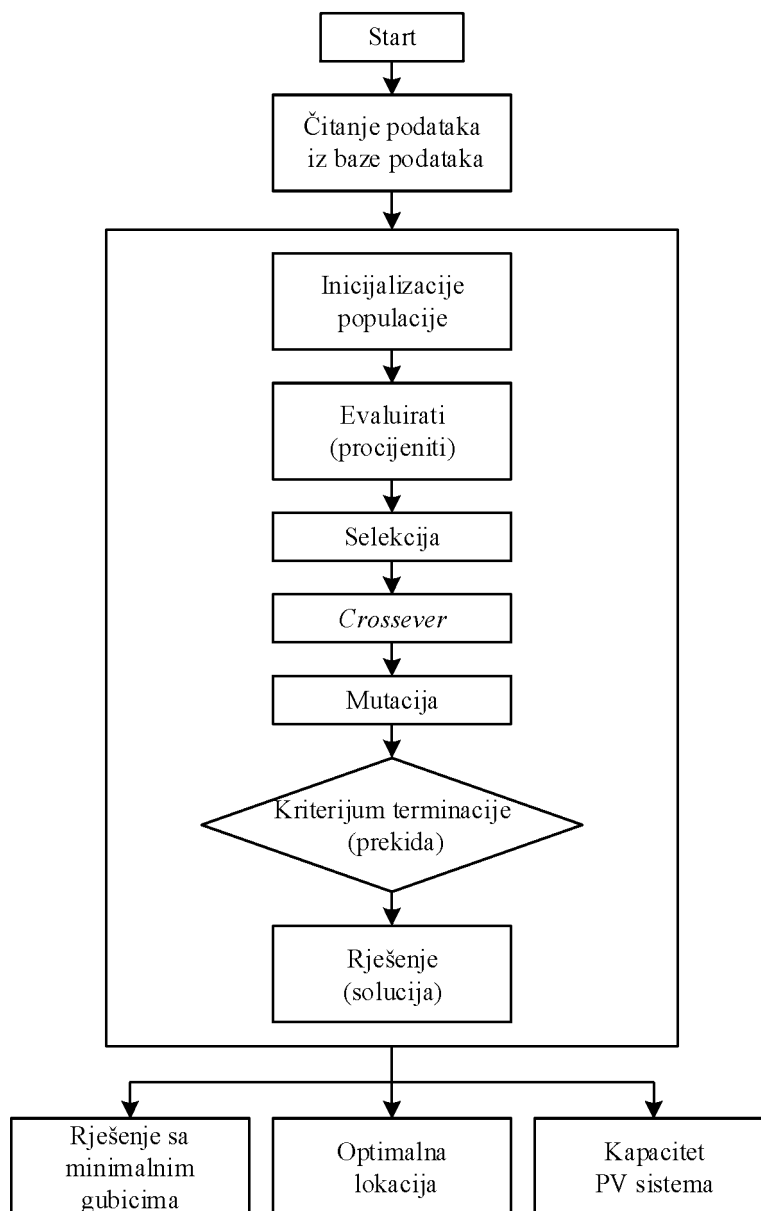 Start
Čitanje podataka
iz baze podataka
Inicijalizacije
populacije
Evaluirati
(procijeniti)
Selekcija
Crossever
Mutacija
Kriterijum terminacije
(prekida)
Rješenje
(solucija)
Rješenje sa
minimalnim
gubicima
Optimalna
lokacija
Kapacitet
PV sistema